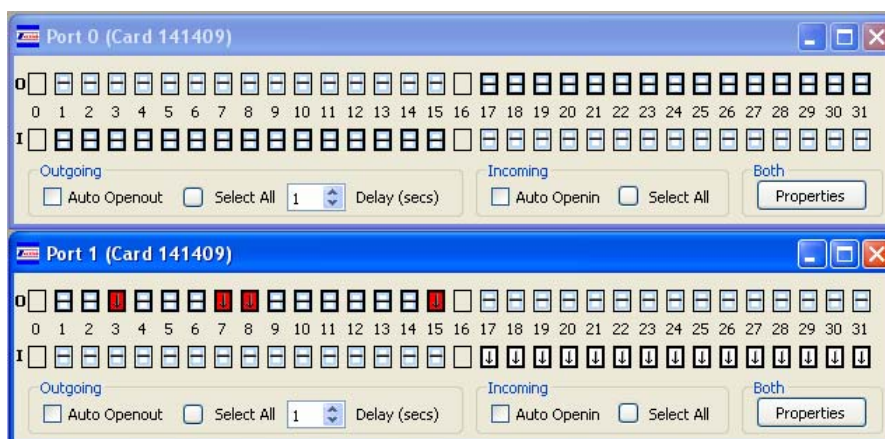 Port 0 (Card 141409)
O
0 1 2 3 4 5 6 7 8 9 10 11 12 13 14 15 16 17 18 19 20 21 22 23 24 25 26 27 28 29 30 31
I
Outgoing Incoming Both
Auto Openout Select All 1 Delay (secs) Auto Openin Select All Properties
Port 1 (Card 141409)
O
0 1 2 3 4 5 6 7 8 9 10 11 12 13 14 15 16 17 18 19 20 21 22 23 24 25 26 27 28 29 30 31
I
Outgoing Incoming Both
Auto Openout Select All 1 Delay (secs) Auto Openin Select All Properties